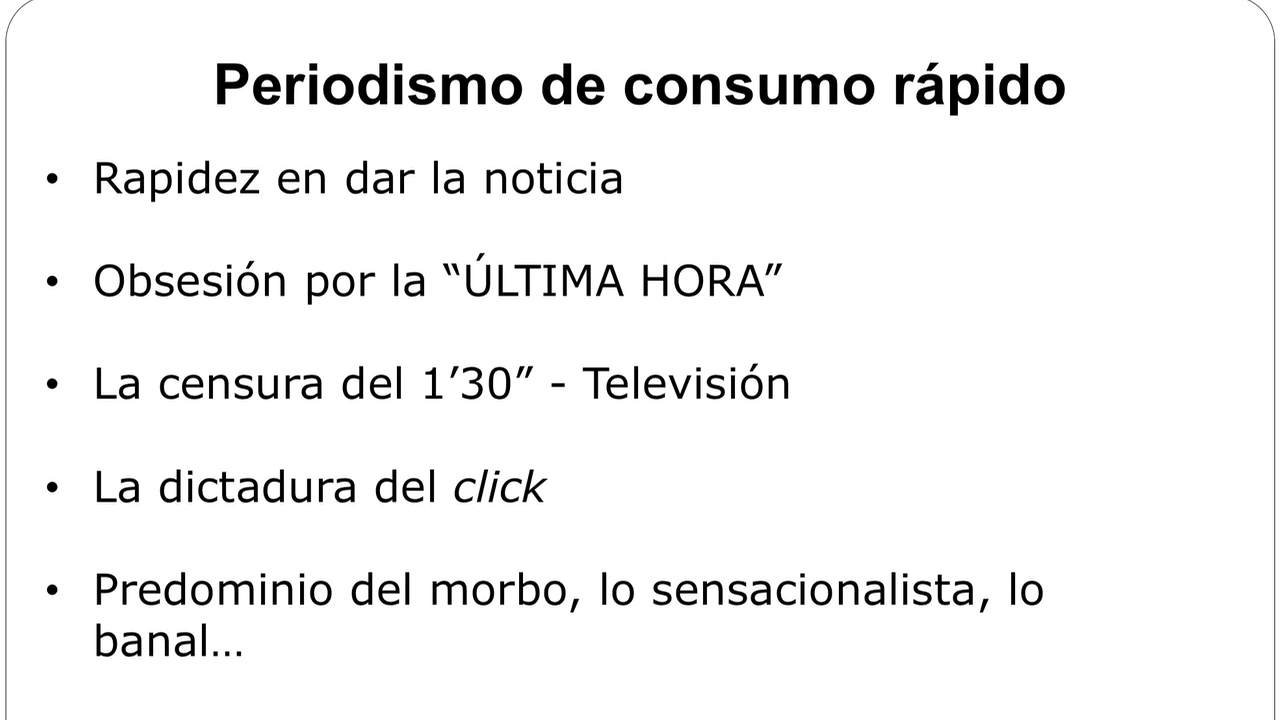 Periodismo de consumo rápido
• Rapidez en dar la noticia
• Obsesión por la “ÚLTIMA HORA”
• La censura del 1’30” - Televisión
• La dictadura del click
• Predominio del morbo, lo sensacionalista, lo
banal…